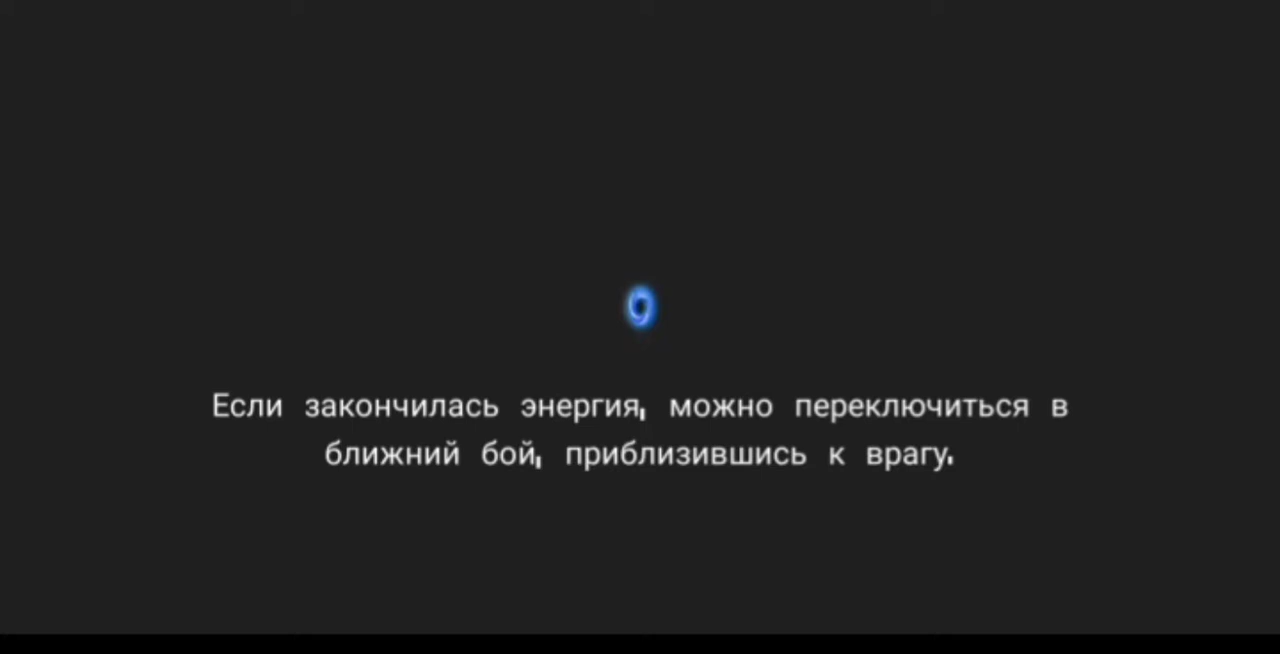 Если закончилась энергия, можно переключиться в
ближний бой, приблизившись к врагу.